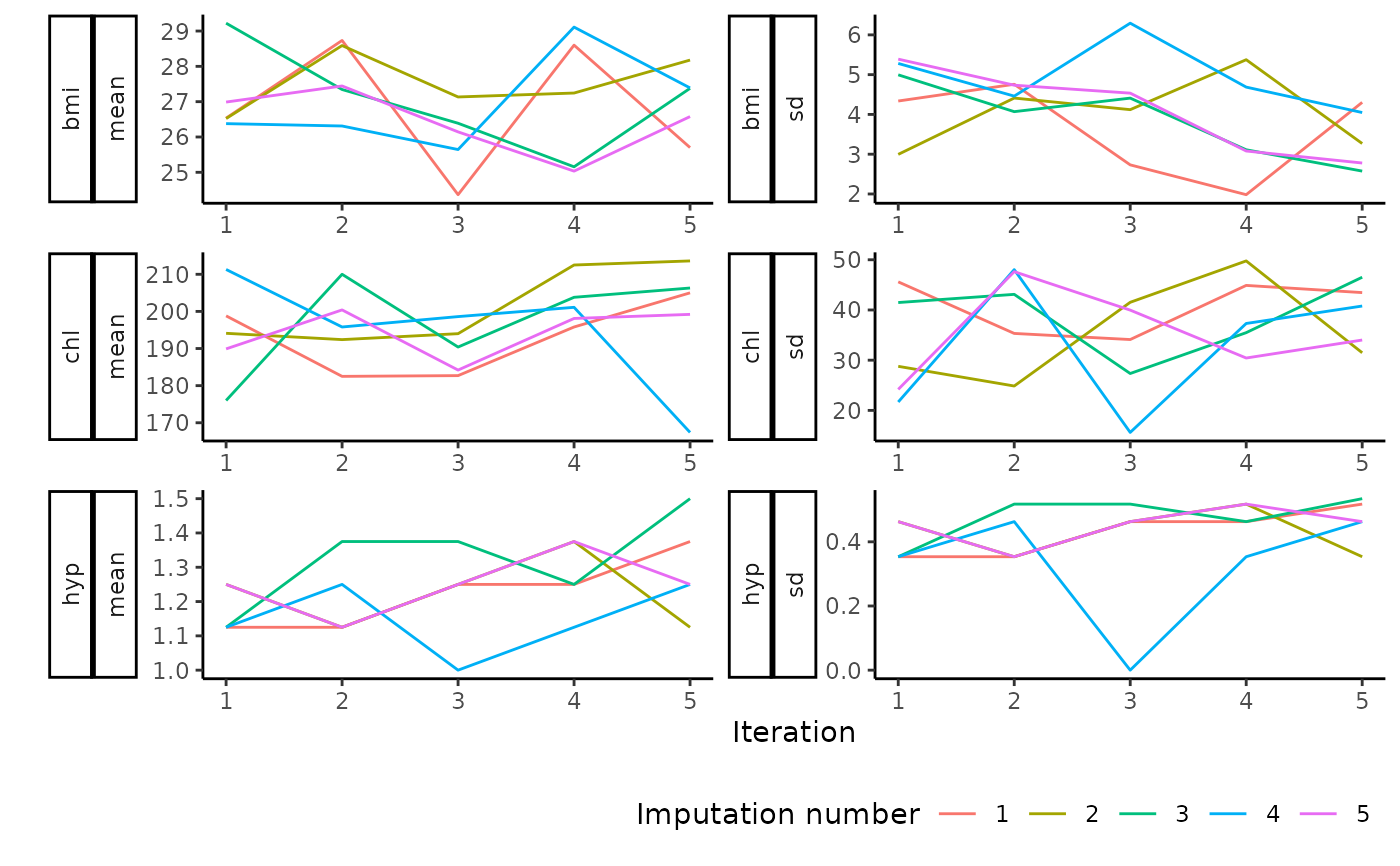 bmi
mean
29
28
27
26
25
1 2 3 4 5
bmi
sd
6
5
4
3
2
1 2 3 4 5
chl
mean
210
200
190
180
170
1 2 3 4 5
chl
sd
50
40
30
20
1 2 3 4 5
hyp
mean
1.5
1.4
1.3
1.2
1.1
1.0
1 2 3 4 5
hyp
sd
0.4
0.2
0.0
1 2 3 4 5
Iteration
Imputation number 1 2 3 4 5